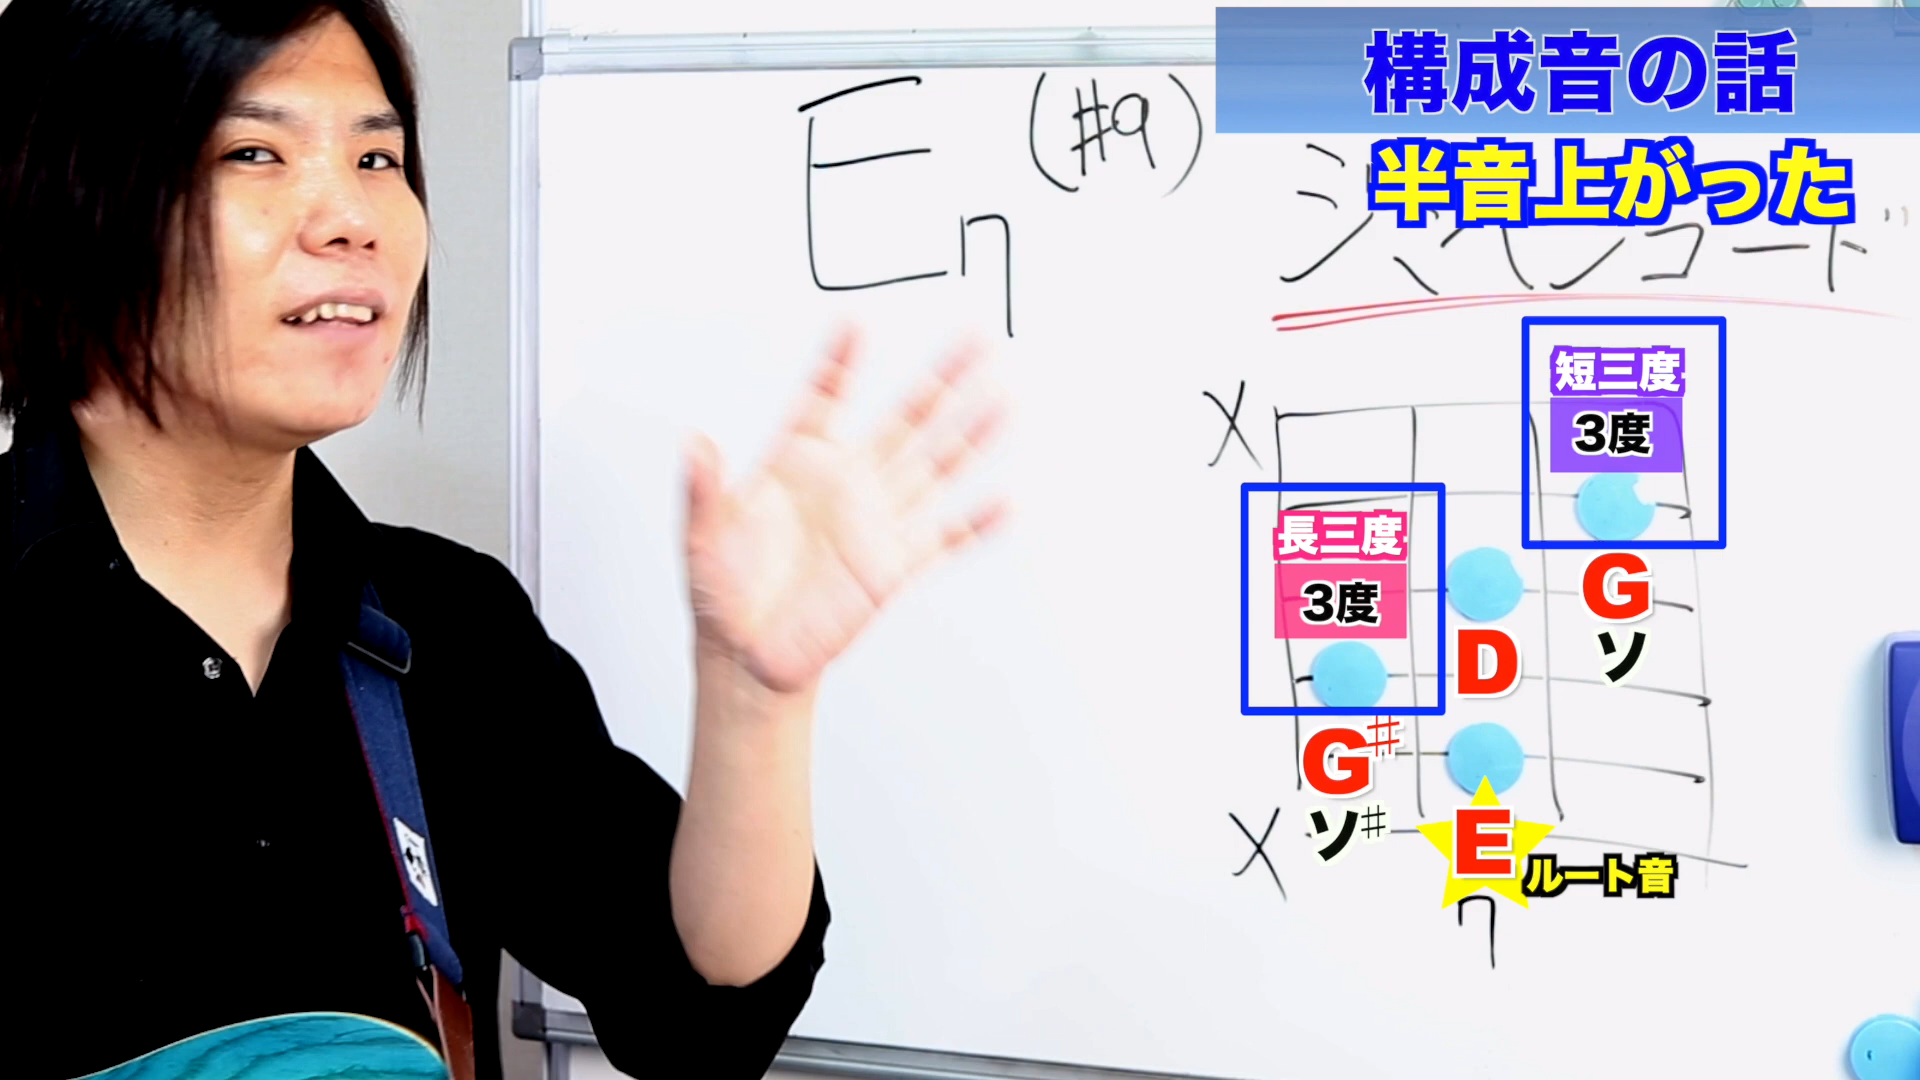 構成音の話
半音上がった
E7(#9)
ジミヘンコード
短三度
3度
X
長三度
3度
G
ソ
D
G♯
ソ♯
X
E
ルート音
7